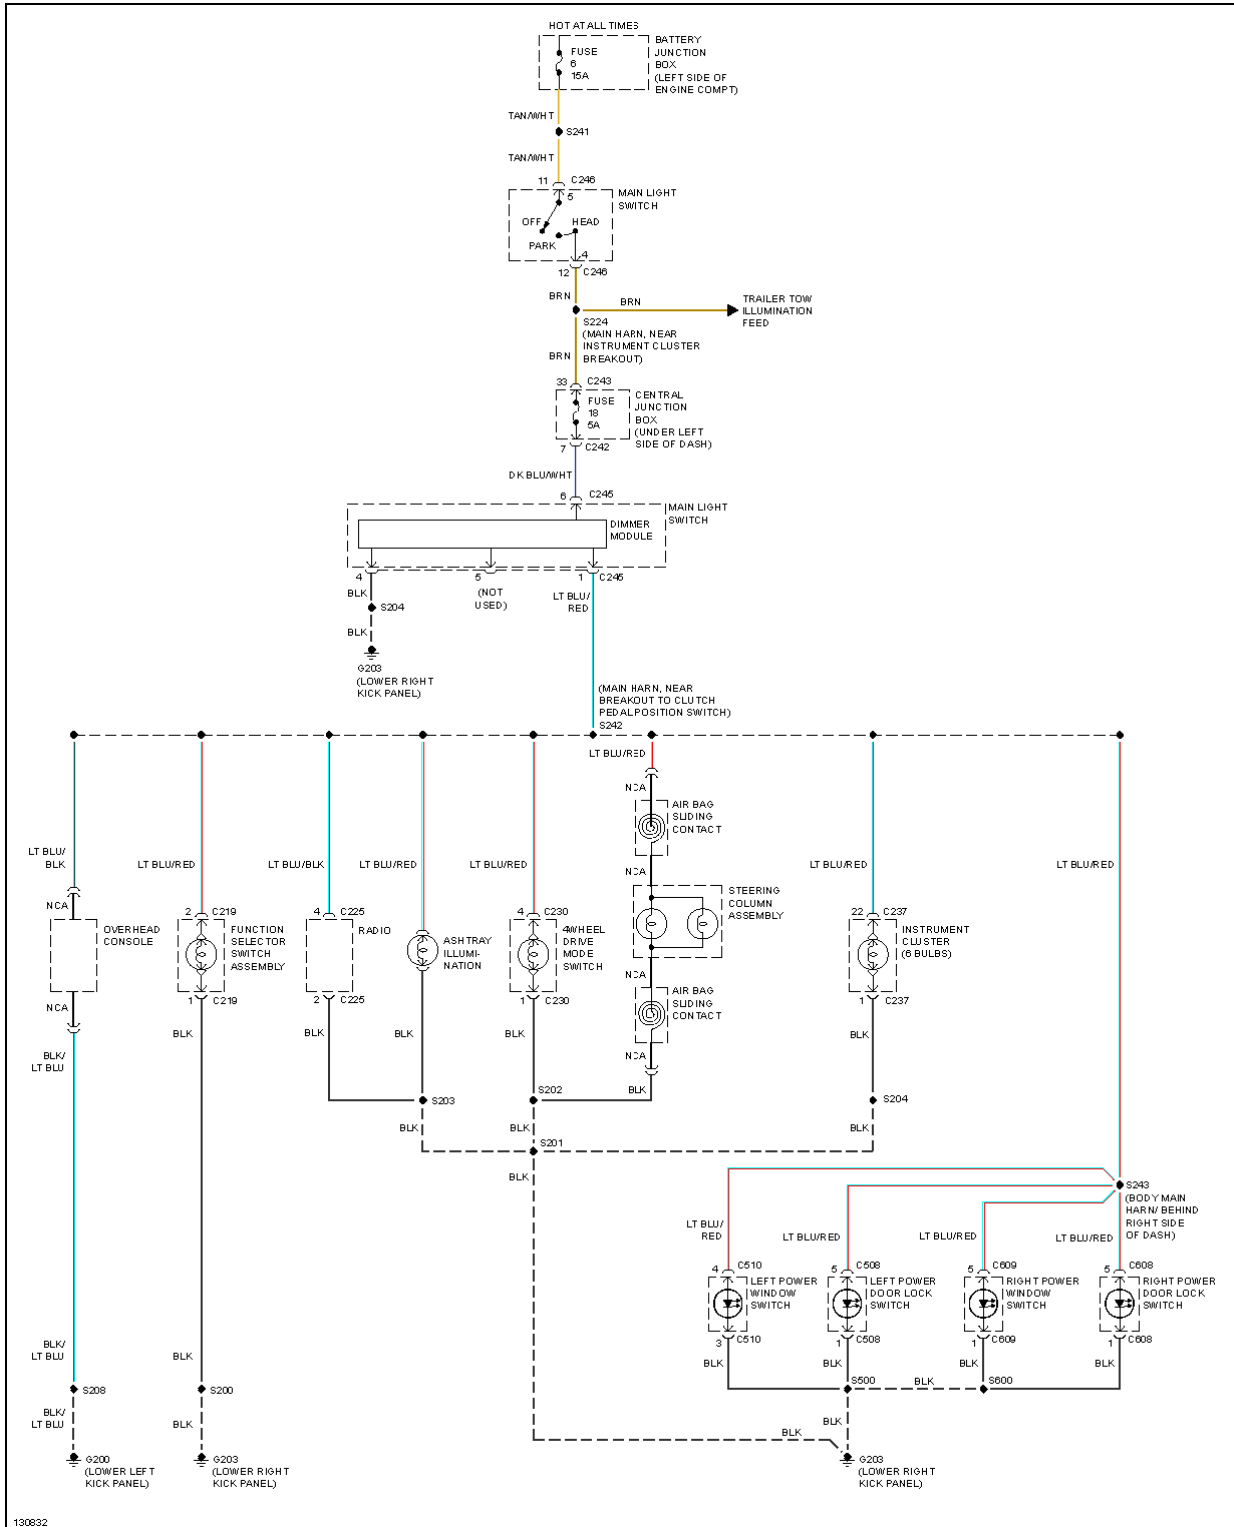 HOT AT ALL TIMES
FUSE
6
15A
BATTERY
JUNCTION
BOX
(LEFT SIDE OF
ENGINE COMPT)
TAN/WHT
S241
TAN/WHT
11
C246
5
MAIN LIGHT
SWITCH
OFF
HEAD
PARK
4
12
C246
BRN
BRN
TRAILER TOW
ILLUMINATION
FEED
S224
(MAIN HARN, NEAR
INSTRUMENT CLUSTER
BREAKOUT)
BRN
33
C243
FUSE
18
5A
CENTRAL
JUNCTION
BOX
(UNDER LEFT
SIDE OF DASH)
7
C242
DK BLU/WHT
6
C245
MAIN LIGHT
SWITCH
DIMMER
MODULE
4
5
1
C245
(NOT
USED)
BLK
LT BLU/
RED
S204
BLK
G203
(LOWER RIGHT
KICK PANEL)
(MAIN HARN, NEAR
BREAKOUT TO CLUTCH
PEDAL POSITION SWITCH)
S242
LT BLU/RED
NCA
AIR BAG
SLIDING
CONTACT
LT BLU/
BLK
LT BLU/RED
LT BLU/BLK
LT BLU/RED
LT BLU/RED
NCA
LT BLU/RED
LT BLU/RED
NCA
STEERING
COLUMN
ASSEMBLY
2
C219
4
C225
4
C230
22
C237
OVERHEAD
CONSOLE
FUNCTION
SELECTOR
SWITCH
ASSEMBLY
RADIO
ASHTRAY
ILLUMI-
NATION
4WHEEL
DRIVE
MODE
SWITCH
INSTRUMENT
CLUSTER
(6 BULBS)
NCA
NCA
AIR BAG
SLIDING
CONTACT
1
C219
2
C225
1
C230
1
C237
BLK
BLK
BLK
BLK
BLK
BLK/
LT BLU
NCA
BLK
S203
S202
S204
BLK
BLK
BLK
S201
BLK
S243
(BODY MAIN
HARN/ BEHIND
RIGHT SIDE
OF DASH)
LT BLU/
RED
LT BLU/RED
LT BLU/RED
LT BLU/RED
4
C510
5
C508
5
C609
5
C608
LEFT POWER
WINDOW
SWITCH
LEFT POWER
DOOR LOCK
SWITCH
RIGHT POWER
WINDOW
SWITCH
RIGHT POWER
DOOR LOCK
SWITCH
3
C510
1
C508
1
C609
1
C608
BLK/
LT BLU
BLK
BLK
BLK
BLK
BLK
S208
S200
S500
BLK
S600
BLK/
LT BLU
BLK
BLK
BLK
G200
(LOWER LEFT
KICK PANEL)
G203
(LOWER RIGHT
KICK PANEL)
G203
(LOWER RIGHT
KICK PANEL)
130832